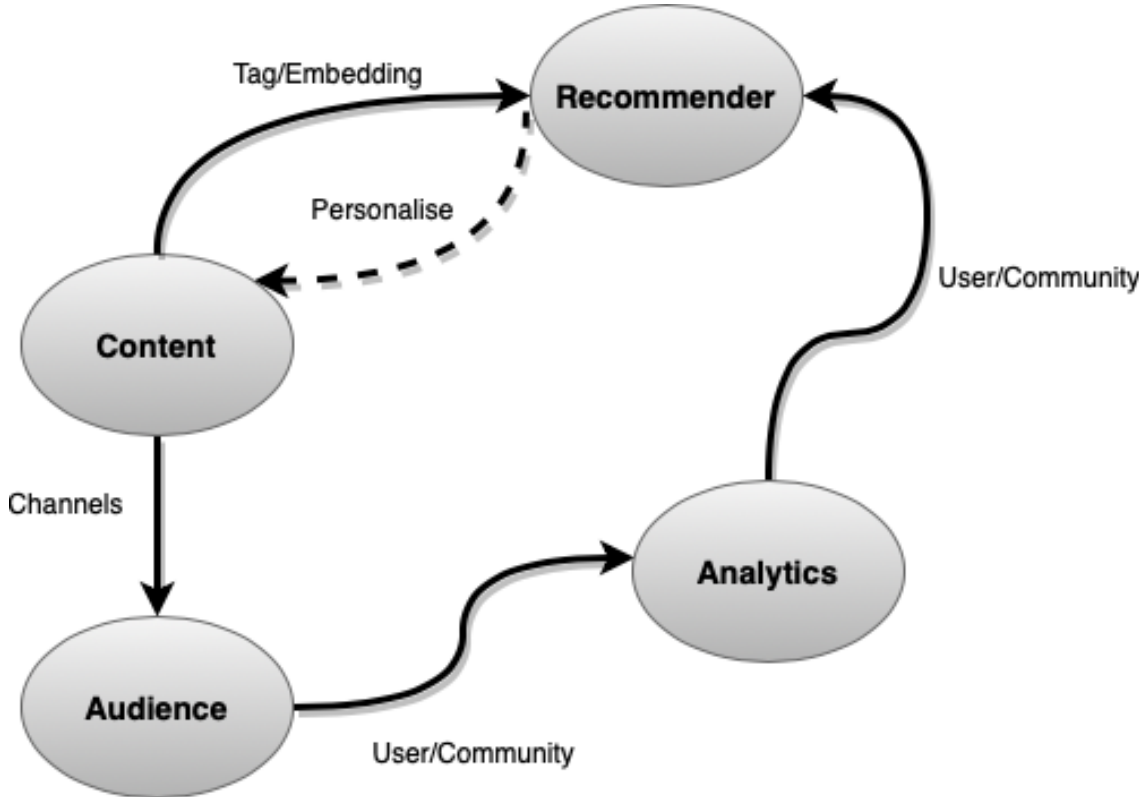 Tag/Embedding
Recommender
Personalise
User/Community
Content
Channels
Analytics
Audience
User/Community